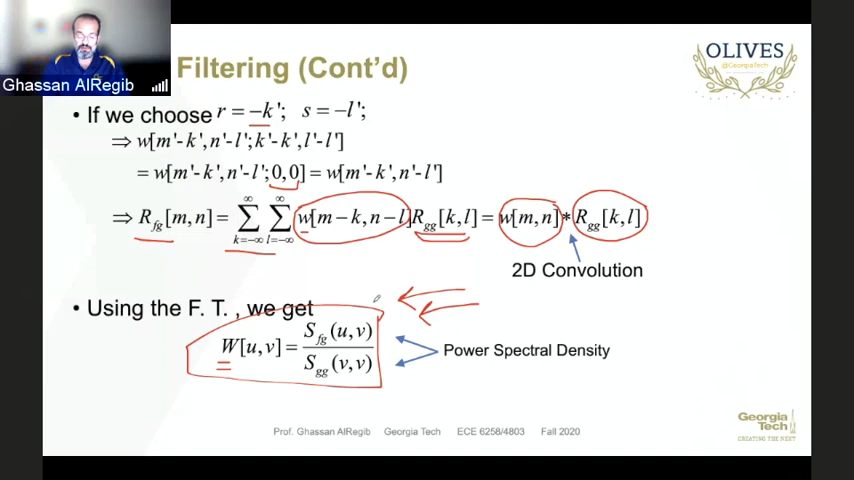 Ghassan AlRegib
Filtering (Cont'd)
OLIVES
@GeorgiaTech
• If we choose r = −k'; s = −l';
⇒ w[m'-k',n'-l';k'-k',l'-l']
= w[m'-k',n'-l';0,0] = w[m'-k',n'-l']
⇒ R_fg[m,n] = ∑_{k=−∞}^{∞} ∑_{l=−∞}^{∞} w[m−k,n−l]R_gg[k,l] = w[m,n] * R_gg[k,l]
2D Convolution
• Using the F. T. , we get
W[u,v] = S_fg(u,v) / S_gg(v,v)
Power Spectral Density
Prof. Ghassan AlRegib Georgia Tech ECE 6258/4803 Fall 2020
Georgia Tech
CREATING THE NEXT